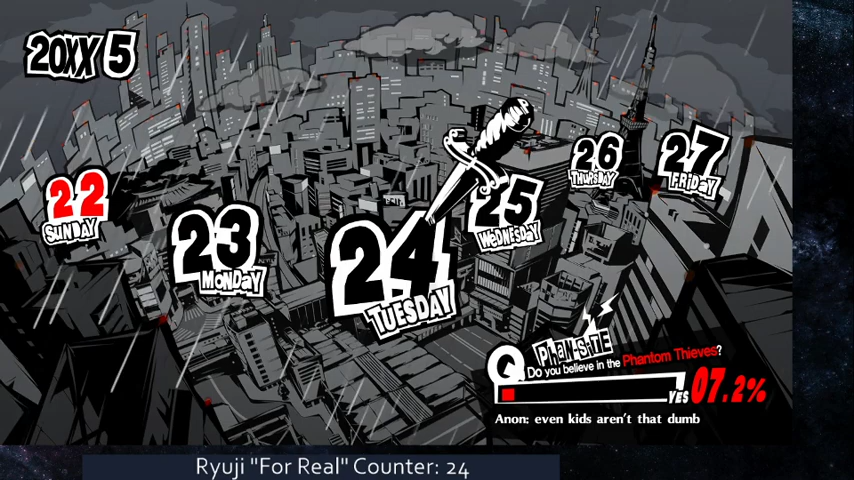 20XX 5
22
SUNDAY
23
MONDAY
24
TUESDAY
25
WEDNESDAY
26
THURSDAY
27
FRIDAY
Q
PhaN-SiTE
Do you believe in the Phantom Thieves?
YES 07.2%
Anon: even kids aren't that dumb
Ryuji "For Real" Counter: 24